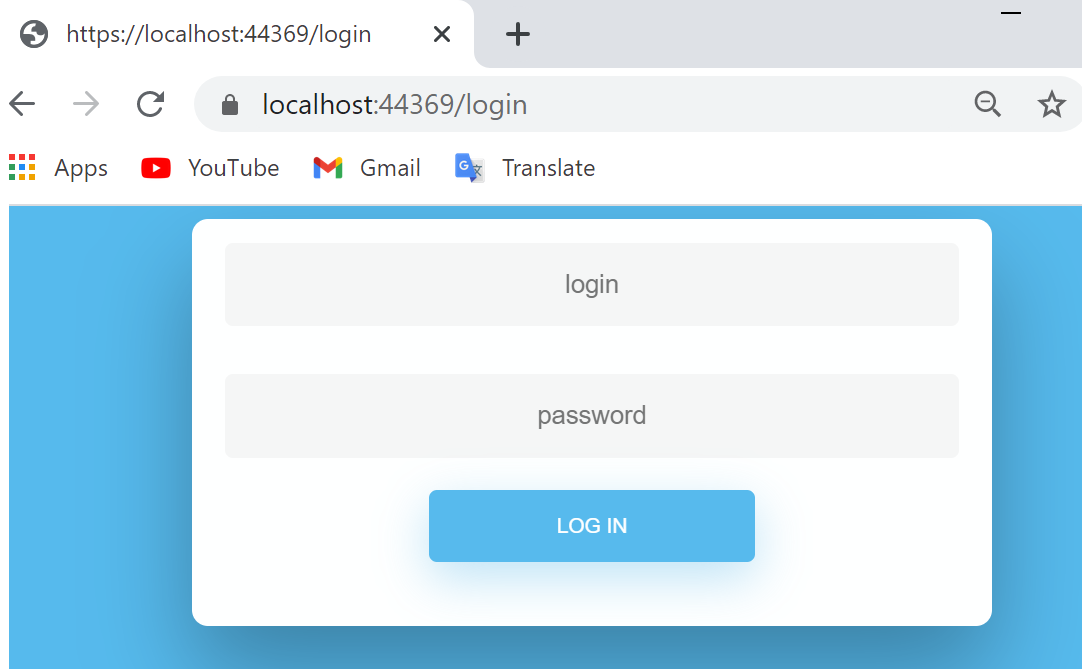 https://localhost:44369/login
localhost:44369/login
Apps YouTube Gmail Translate
login
password
LOG IN